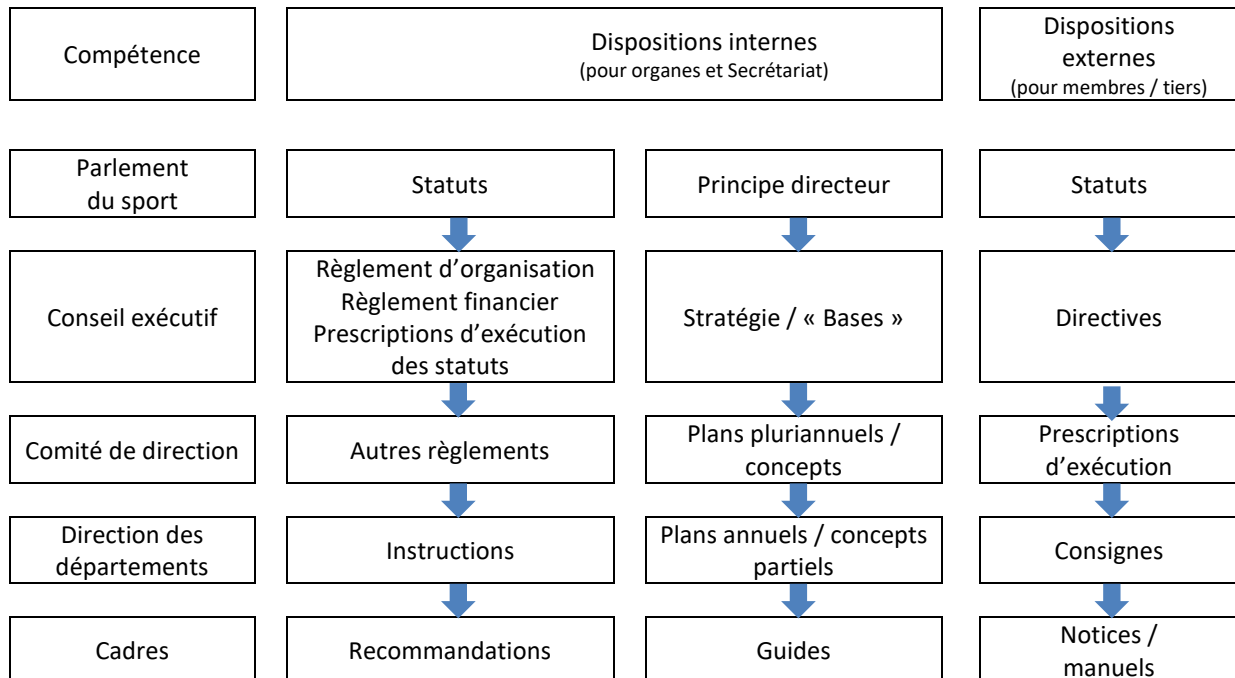 Compétence
Dispositions internes
(pour organes et Secrétariat)
Dispositions
externes
(pour membres / tiers)
Parlement
du sport
Statuts
Principe directeur
Statuts
Conseil exécutif
Règlement d’organisation
Règlement financier
Prescriptions d’exécution
des statuts
Stratégie / « Bases »
Directives
Comité de direction
Autres règlements
Plans pluriannuels /
concepts
Prescriptions
d’exécution
Direction des
départements
Instructions
Plans annuels / concepts
partiels
Consignes
Cadres
Recommandations
Guides
Notices /
manuels